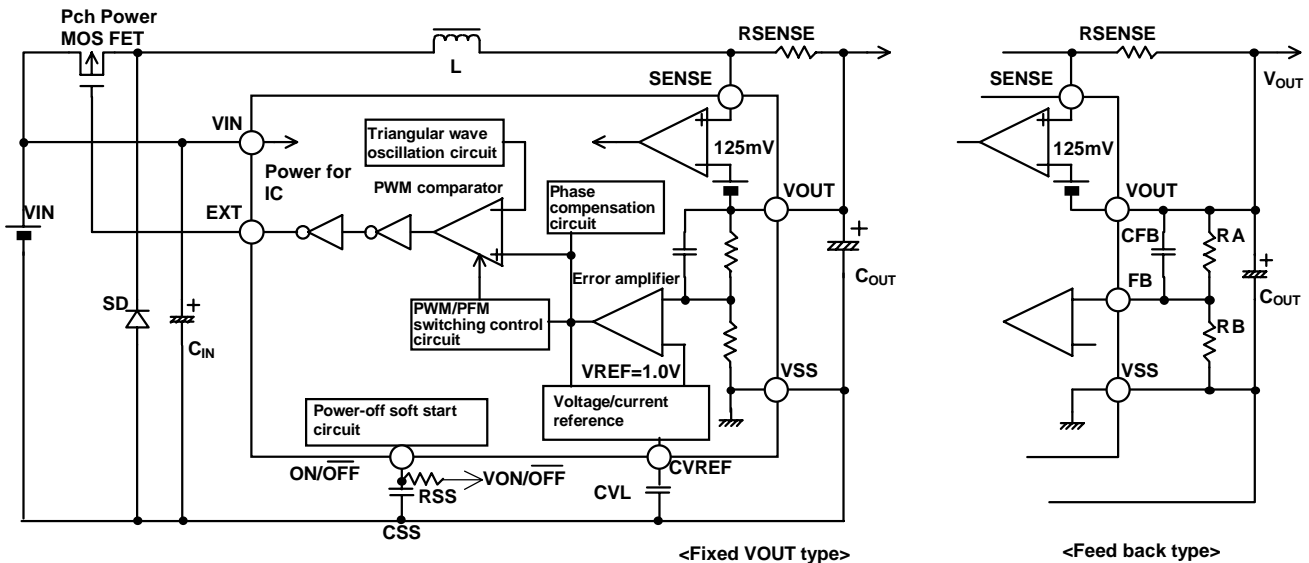 Pch Power
MOS FET
L
RSENSE
SENSE
VIN
Triangular wave
oscillation circuit
125mV
Power for
IC
PWM comparator
Phase
compensation
circuit
VOUT
VIN
EXT
Error amplifier
COUT
SD
CIN
PWM/PFM
switching control
circuit
VREF=1.0V
VSS
Power-off soft start
circuit
Voltage/current
reference
ON/OFF
RSS
VON/OFF
CVREF
CVL
CSS
<Fixed VOUT type>
RSENSE
SENSE
VOUT
125mV
VOUT
CFB
RA
FB
COUT
RB
VSS
<Feed back type>